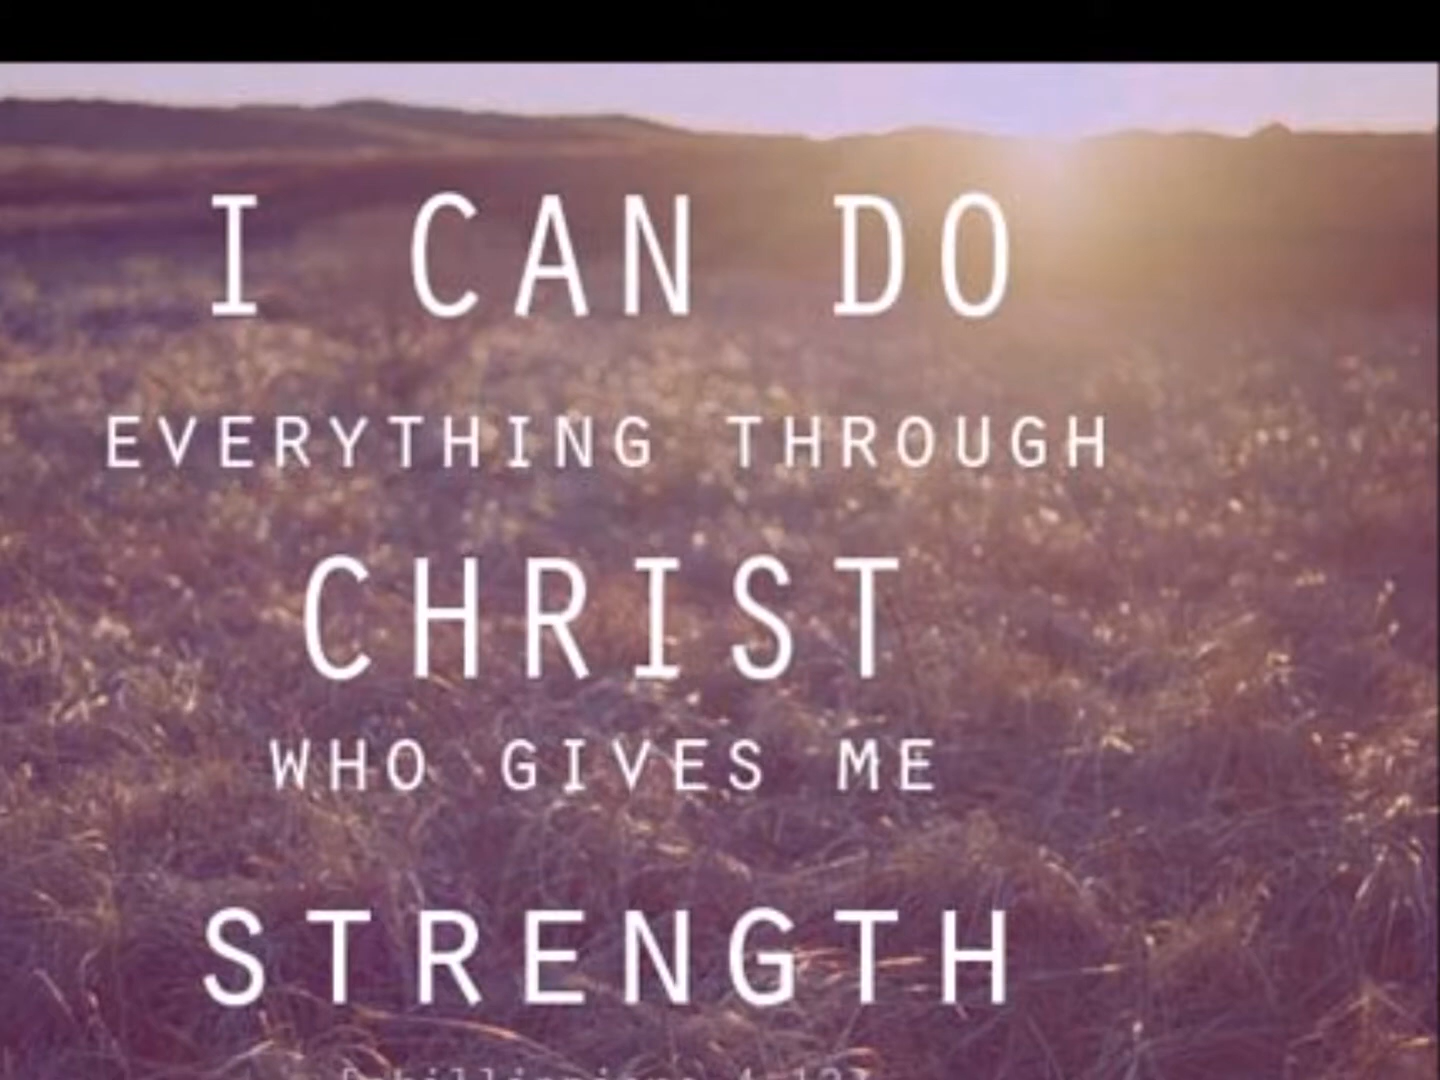 I CAN DO
EVERYTHING THROUGH
CHRIST
WHO GIVES ME
STRENGTH